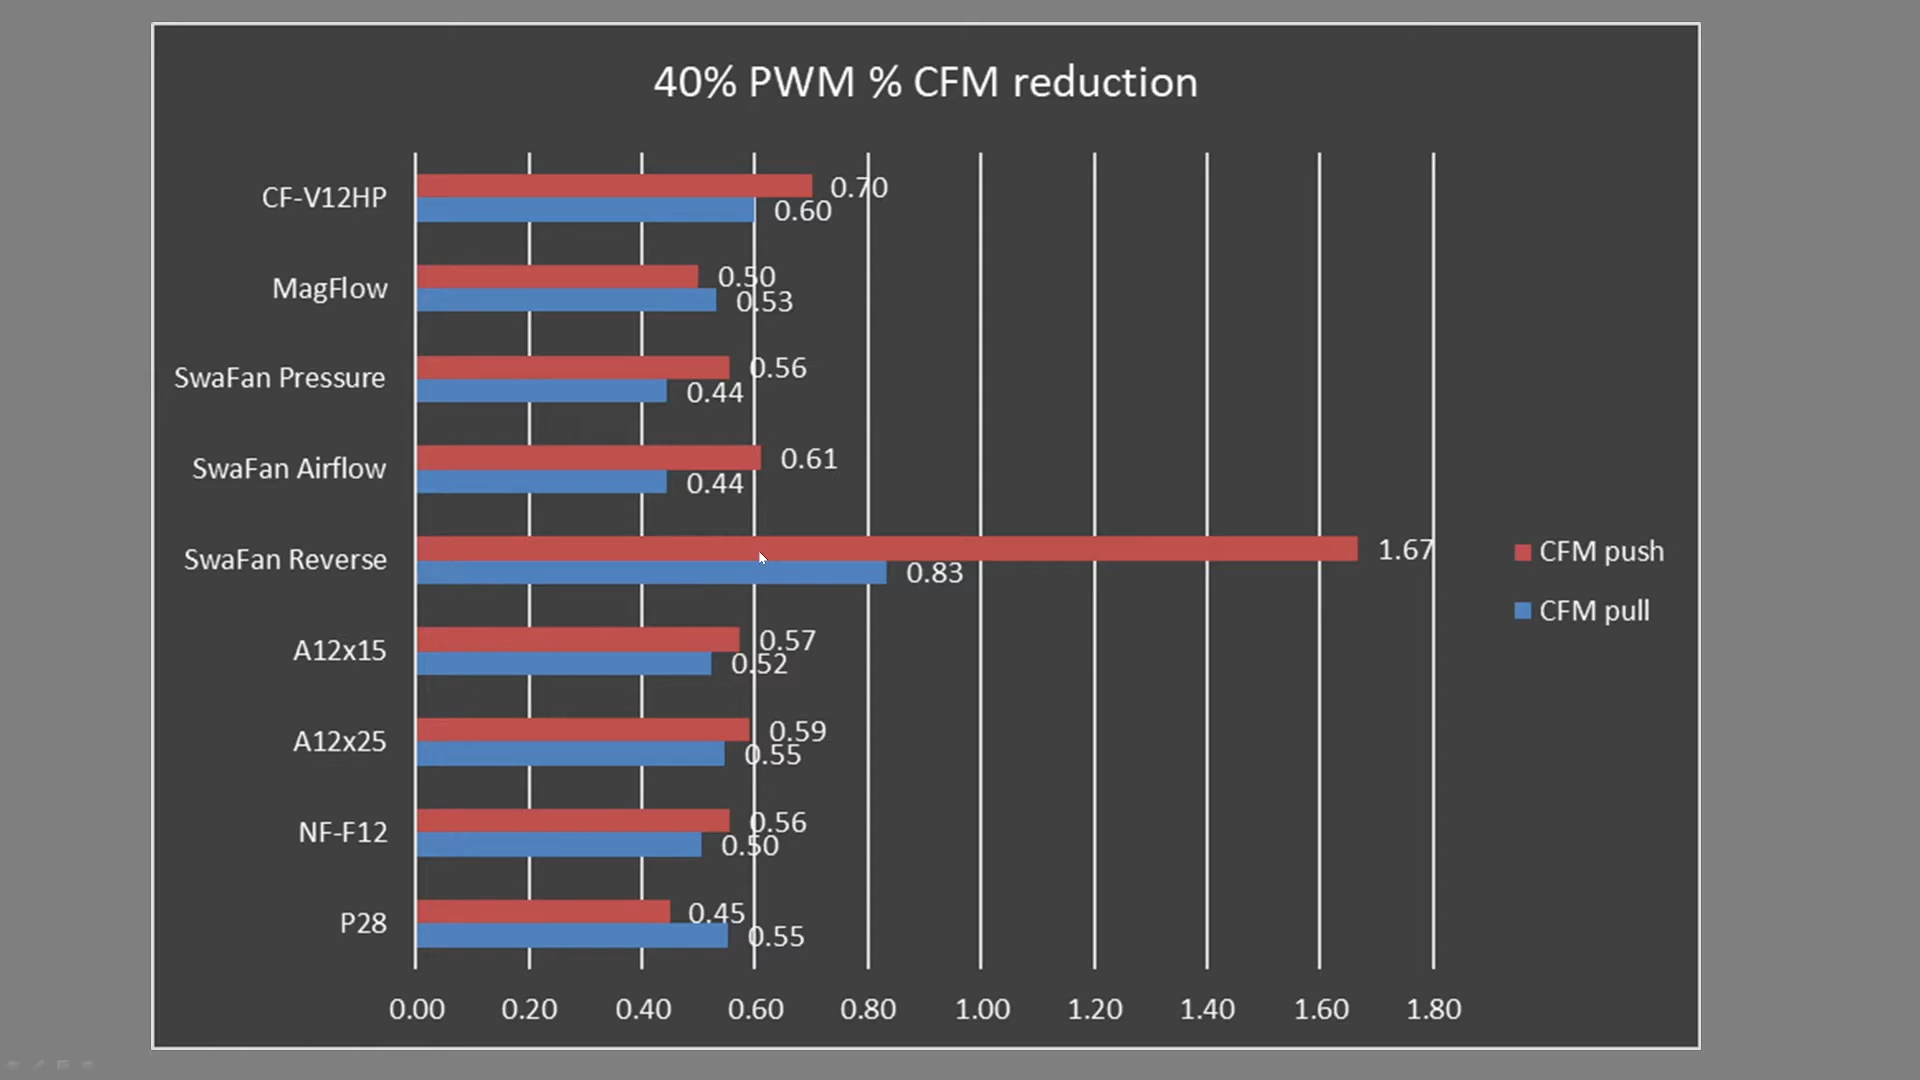 40% PWM % CFM reduction
CF-V12HP
0.70
0.60
MagFlow
0.50
0.53
SwaFan Pressure
0.56
0.44
SwaFan Airflow
0.61
0.44
SwaFan Reverse
1.67
0.83
A12x15
0.57
0.52
A12x25
0.59
0.55
NF-F12
0.56
0.50
P28
0.45
0.55
0.00 0.20 0.40 0.60 0.80 1.00 1.20 1.40 1.60 1.80
CFM push
CFM pull